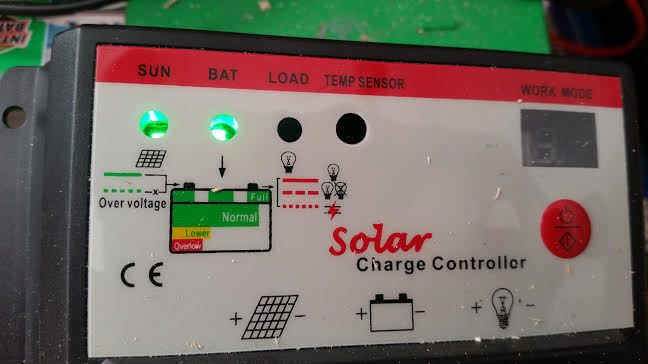 SUN BAT LOAD TEMP SENSOR
WORK MODE
Over voltage
Full
Normal
Lower
Overlow
Solar
Charge Controller
CE
+ − + − + −